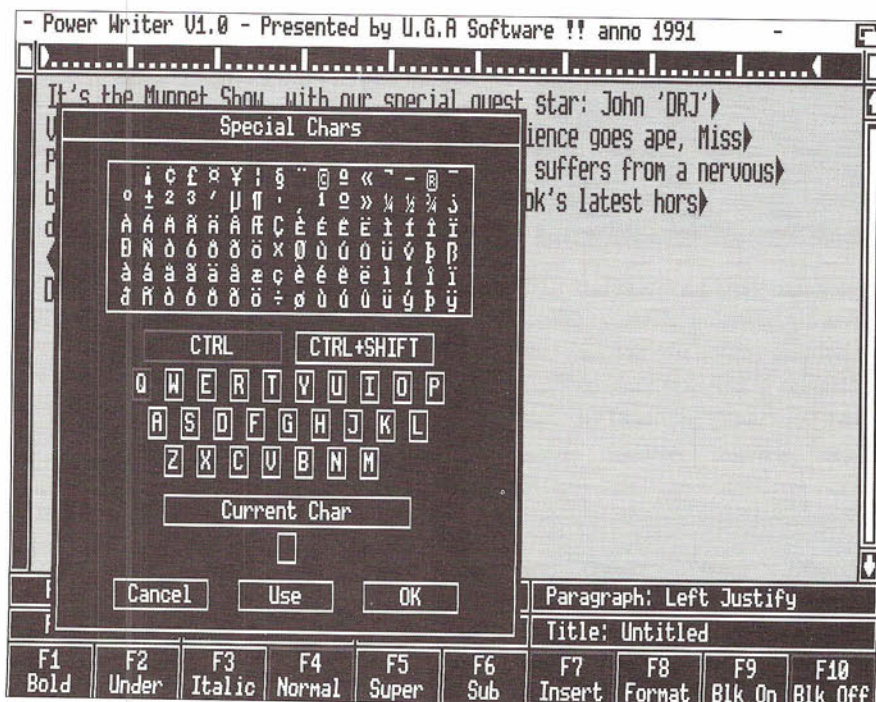 - Power Writer V1.0 - Presented by U.G.A Software !! anno 1991 -
It's the Muppet Show, with our special guest star: John 'DRJ'
ience goes ape, Miss
suffers from a nervous
ok's latest hors
Special Chars
¡ ¢ £ ¤ ¥ ¦ § ¨ © ª « ¬ - ® ¯
° ± 2 3 ´ µ ¶ · ¸ 1 º » ¼ ½ ¾ ¿
À Á Â Ã Ä Å Æ Ç È É Ê Ë Ì Í Î Ï
Ð Ñ Ò Ó Ô Õ Ö × Ø Ù Ú Û Ü Ý Þ ß
à á â ã ä å æ ç è é ê ë ì í î ï
ð ñ ò ó ô õ ö ÷ ø ù ú û ü ý þ ÿ
CTRL CTRL+SHIFT
Q W E R T Y U I O P
A S D F G H J K L
Z X C V B N M
Current Char
Cancel Use OK
Paragraph: Left Justify
Title: Untitled
F1 F2 F3 F4 F5 F6 F7 F8 F9 F10
Bold Under Italic Normal Super Sub Insert Format Blk On Blk Off